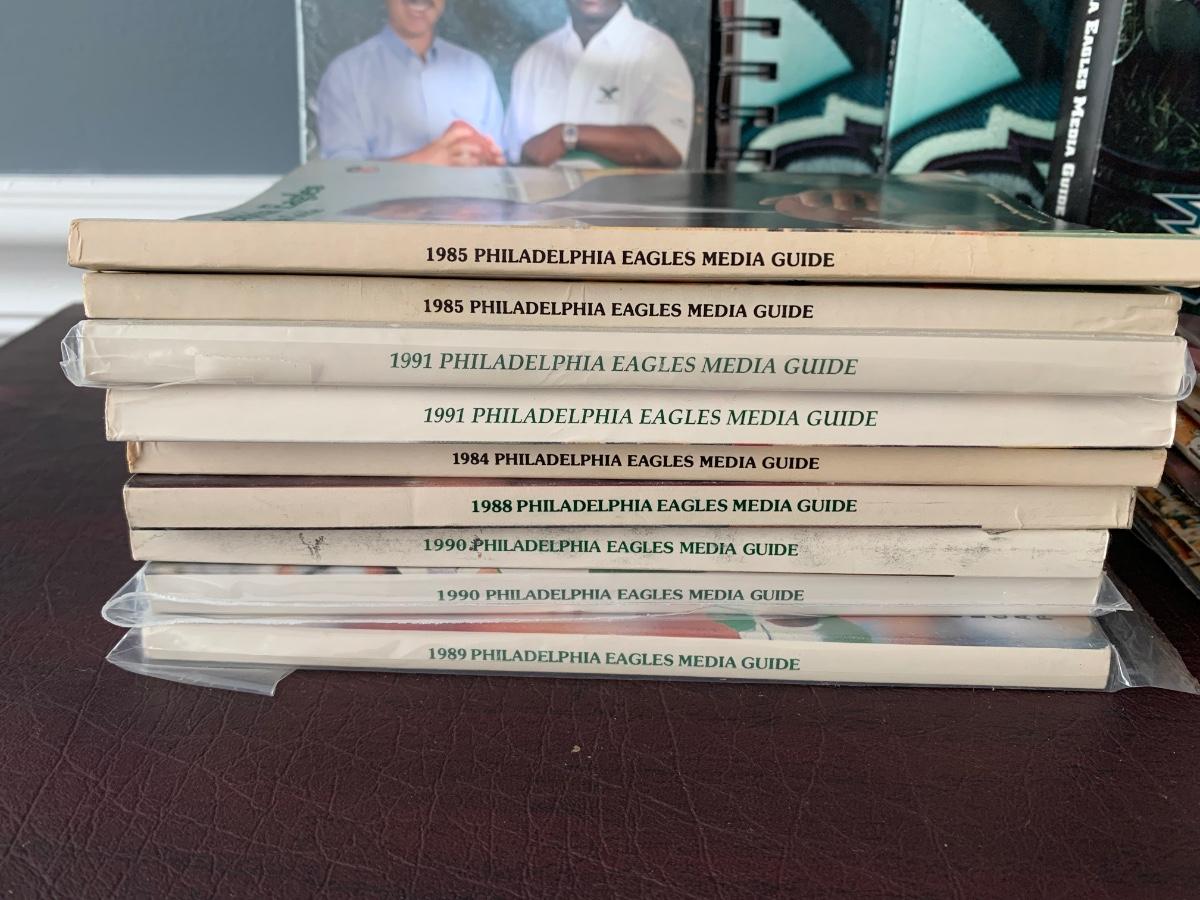 A EAGLES MEDIA GUIDE
Eagles
1985 PHILADELPHIA EAGLES MEDIA GUIDE
1985 PHILADELPHIA EAGLES MEDIA GUIDE
1991 PHILADELPHIA EAGLES MEDIA GUIDE
1991 PHILADELPHIA EAGLES MEDIA GUIDE
1984 PHILADELPHIA EAGLES MEDIA GUIDE
1988 PHILADELPHIA EAGLES MEDIA GUIDE
1990 PHILADELPHIA EAGLES MEDIA GUIDE
1990 PHILADELPHIA EAGLES MEDIA GUIDE
1989 PHILADELPHIA EAGLES MEDIA GUIDE